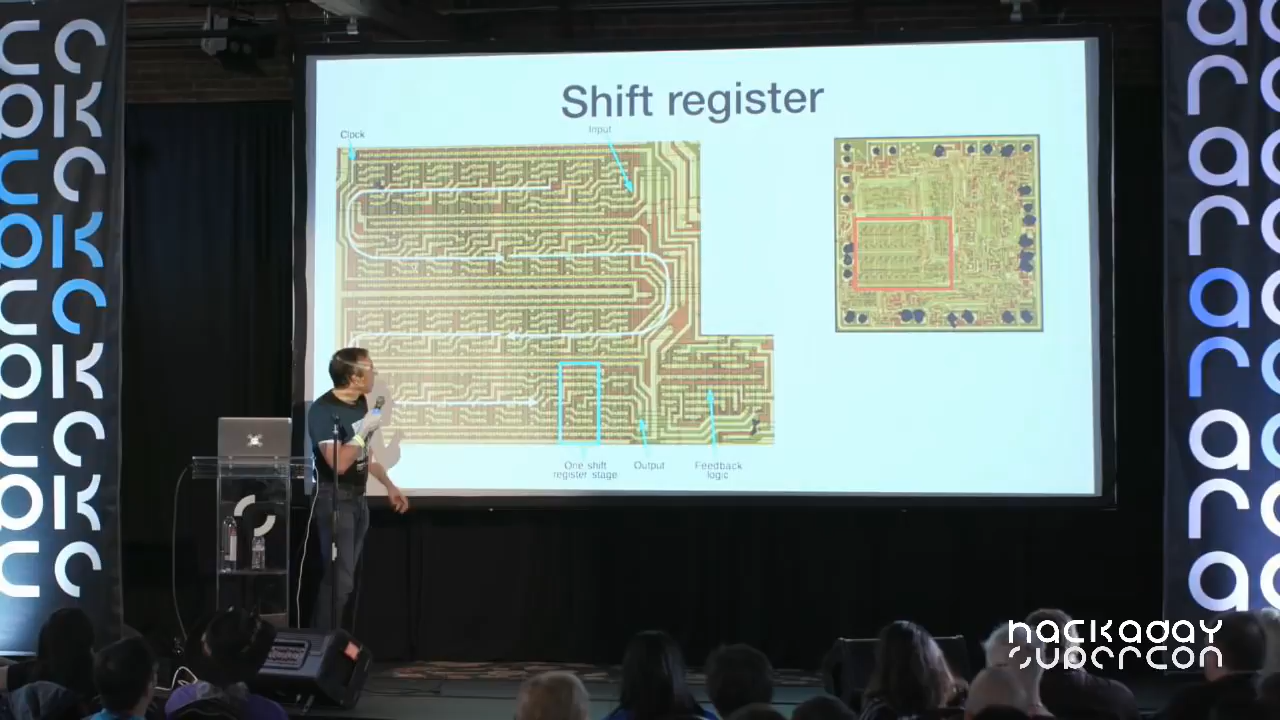 Shift register
Clock
Input
One shift
register stage
Output
Feedback
logic
hackaday
supercon